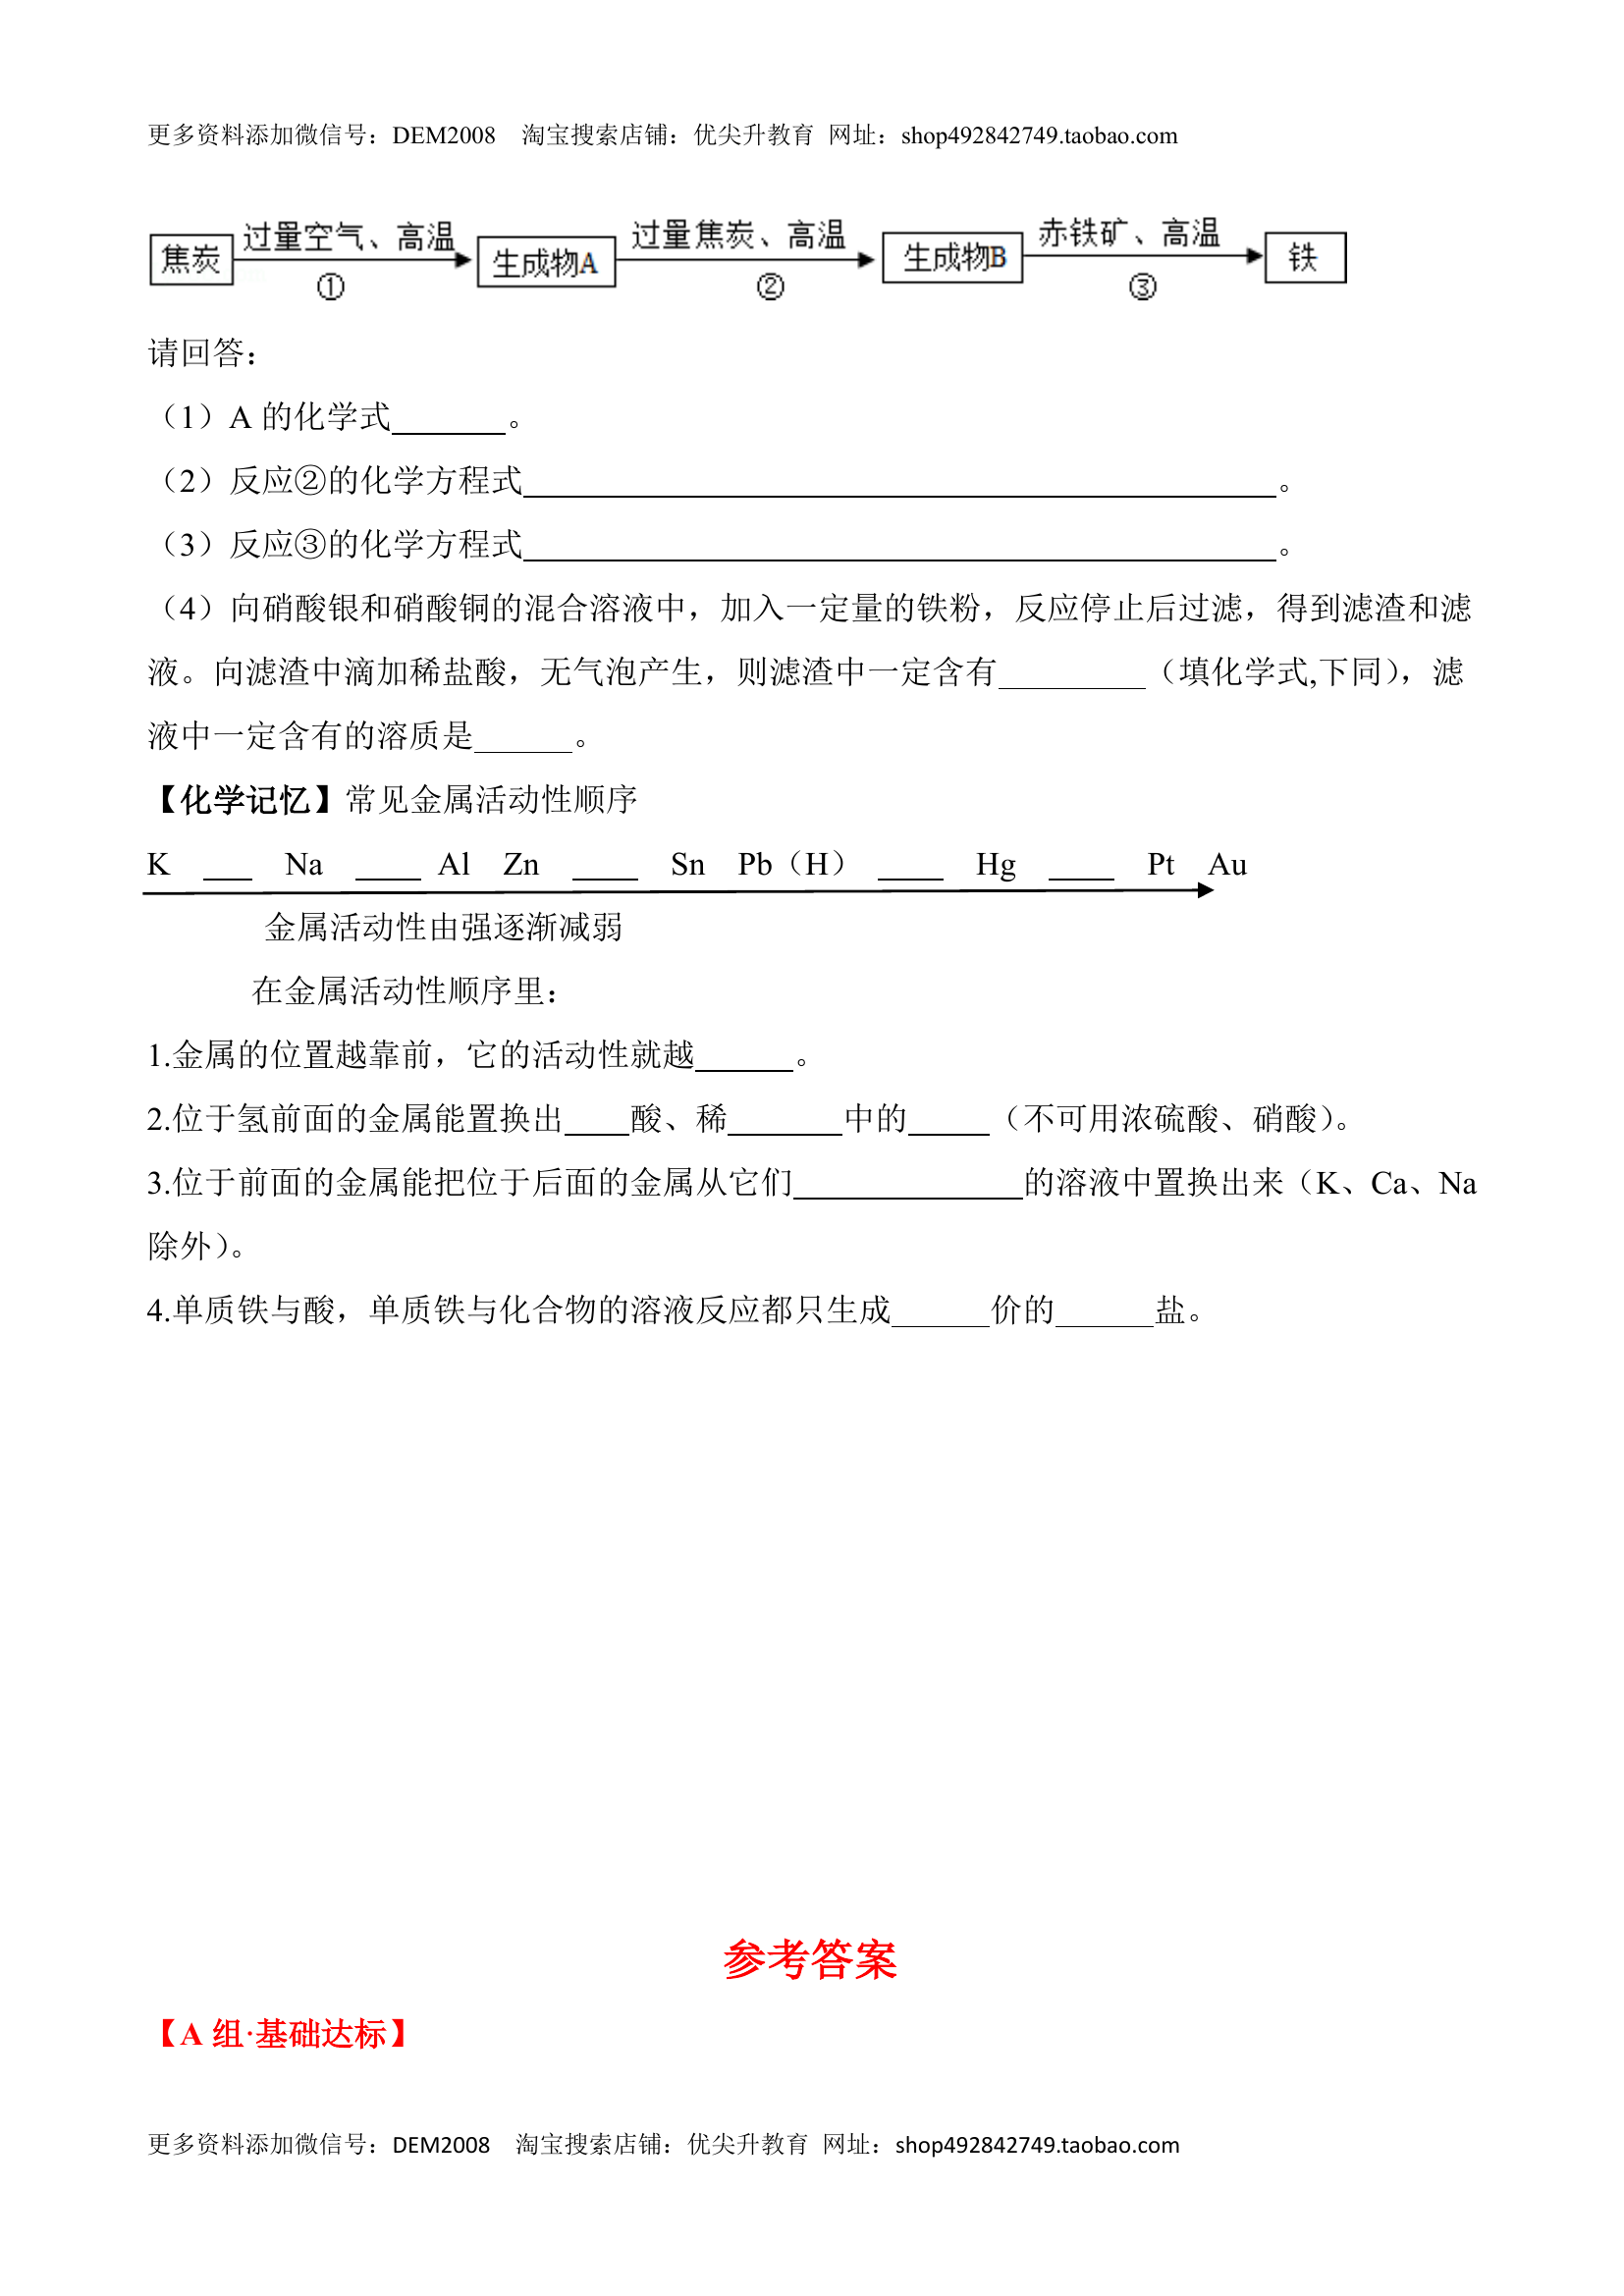 更多资料添加微信号：DEM2008　淘宝搜索店铺：优尖升教育 网址：shop492842749.taobao.com
焦炭 过量空气、高温 ① 生成物A 过量焦炭、高温 ② 生成物B 赤铁矿、高温 ③ 铁
请回答：
（1）A 的化学式_______。
（2）反应②的化学方程式______________________________________________。
（3）反应③的化学方程式______________________________________________。
（4）向硝酸银和硝酸铜的混合溶液中，加入一定量的铁粉，反应停止后过滤，得到滤渣和滤
液。向滤渣中滴加稀盐酸，无气泡产生，则滤渣中一定含有_________（填化学式,下同），滤
液中一定含有的溶质是______。
【化学记忆】常见金属活动性顺序
K ___ Na ____ Al Zn ____ Sn Pb（H） ____ Hg ____ Pt Au
金属活动性由强逐渐减弱
在金属活动性顺序里：
1.金属的位置越靠前，它的活动性就越______。
2.位于氢前面的金属能置换出____酸、稀_______中的_____（不可用浓硫酸、硝酸）。
3.位于前面的金属能把位于后面的金属从它们______________的溶液中置换出来（K、Ca、Na
除外）。
4.单质铁与酸，单质铁与化合物的溶液反应都只生成______价的______盐。
参考答案
【A 组·基础达标】
更多资料添加微信号：DEM2008　淘宝搜索店铺：优尖升教育 网址：shop492842749.taobao.com